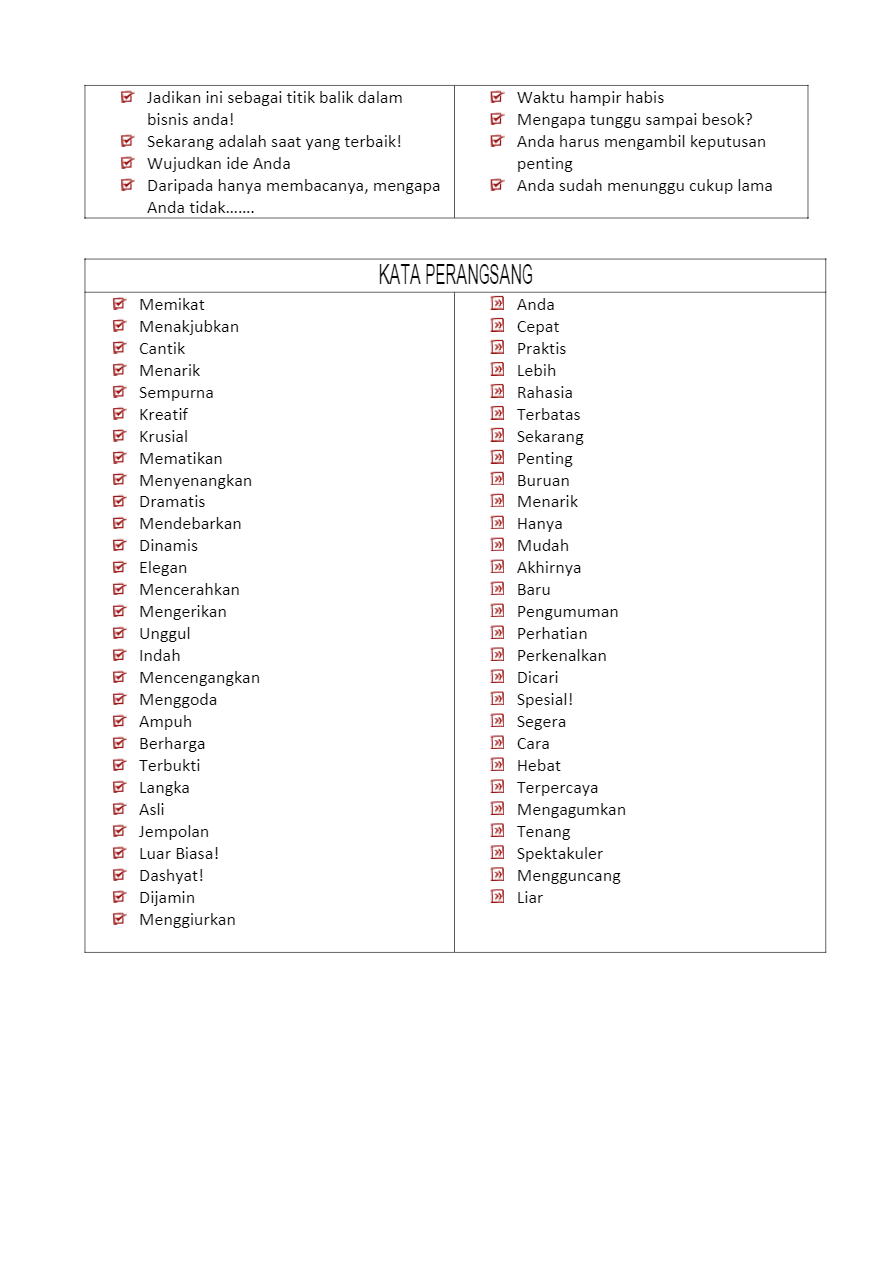 Jadikan ini sebagai titik balik dalam
bisnis anda!
Sekarang adalah saat yang terbaik!
Wujudkan ide Anda
Daripada hanya membacanya, mengapa
Anda tidak…….
Waktu hampir habis
Mengapa tunggu sampai besok?
Anda harus mengambil keputusan
penting
Anda sudah menunggu cukup lama
KATA PERANGSANG
Memikat
Menakjubkan
Cantik
Menarik
Sempurna
Kreatif
Krusial
Mematikan
Menyenangkan
Dramatis
Mendebarkan
Dinamis
Elegan
Mencerahkan
Mengerikan
Unggul
Indah
Mencengangkan
Menggoda
Ampuh
Berharga
Terbukti
Langka
Asli
Jempolan
Luar Biasa!
Dashyat!
Dijamin
Menggiurkan
Anda
Cepat
Praktis
Lebih
Rahasia
Terbatas
Sekarang
Penting
Buruan
Menarik
Hanya
Mudah
Akhirnya
Baru
Pengumuman
Perhatian
Perkenalkan
Dicari
Spesial!
Segera
Cara
Hebat
Terpercaya
Mengagumkan
Tenang
Spektakuler
Mengguncang
Liar